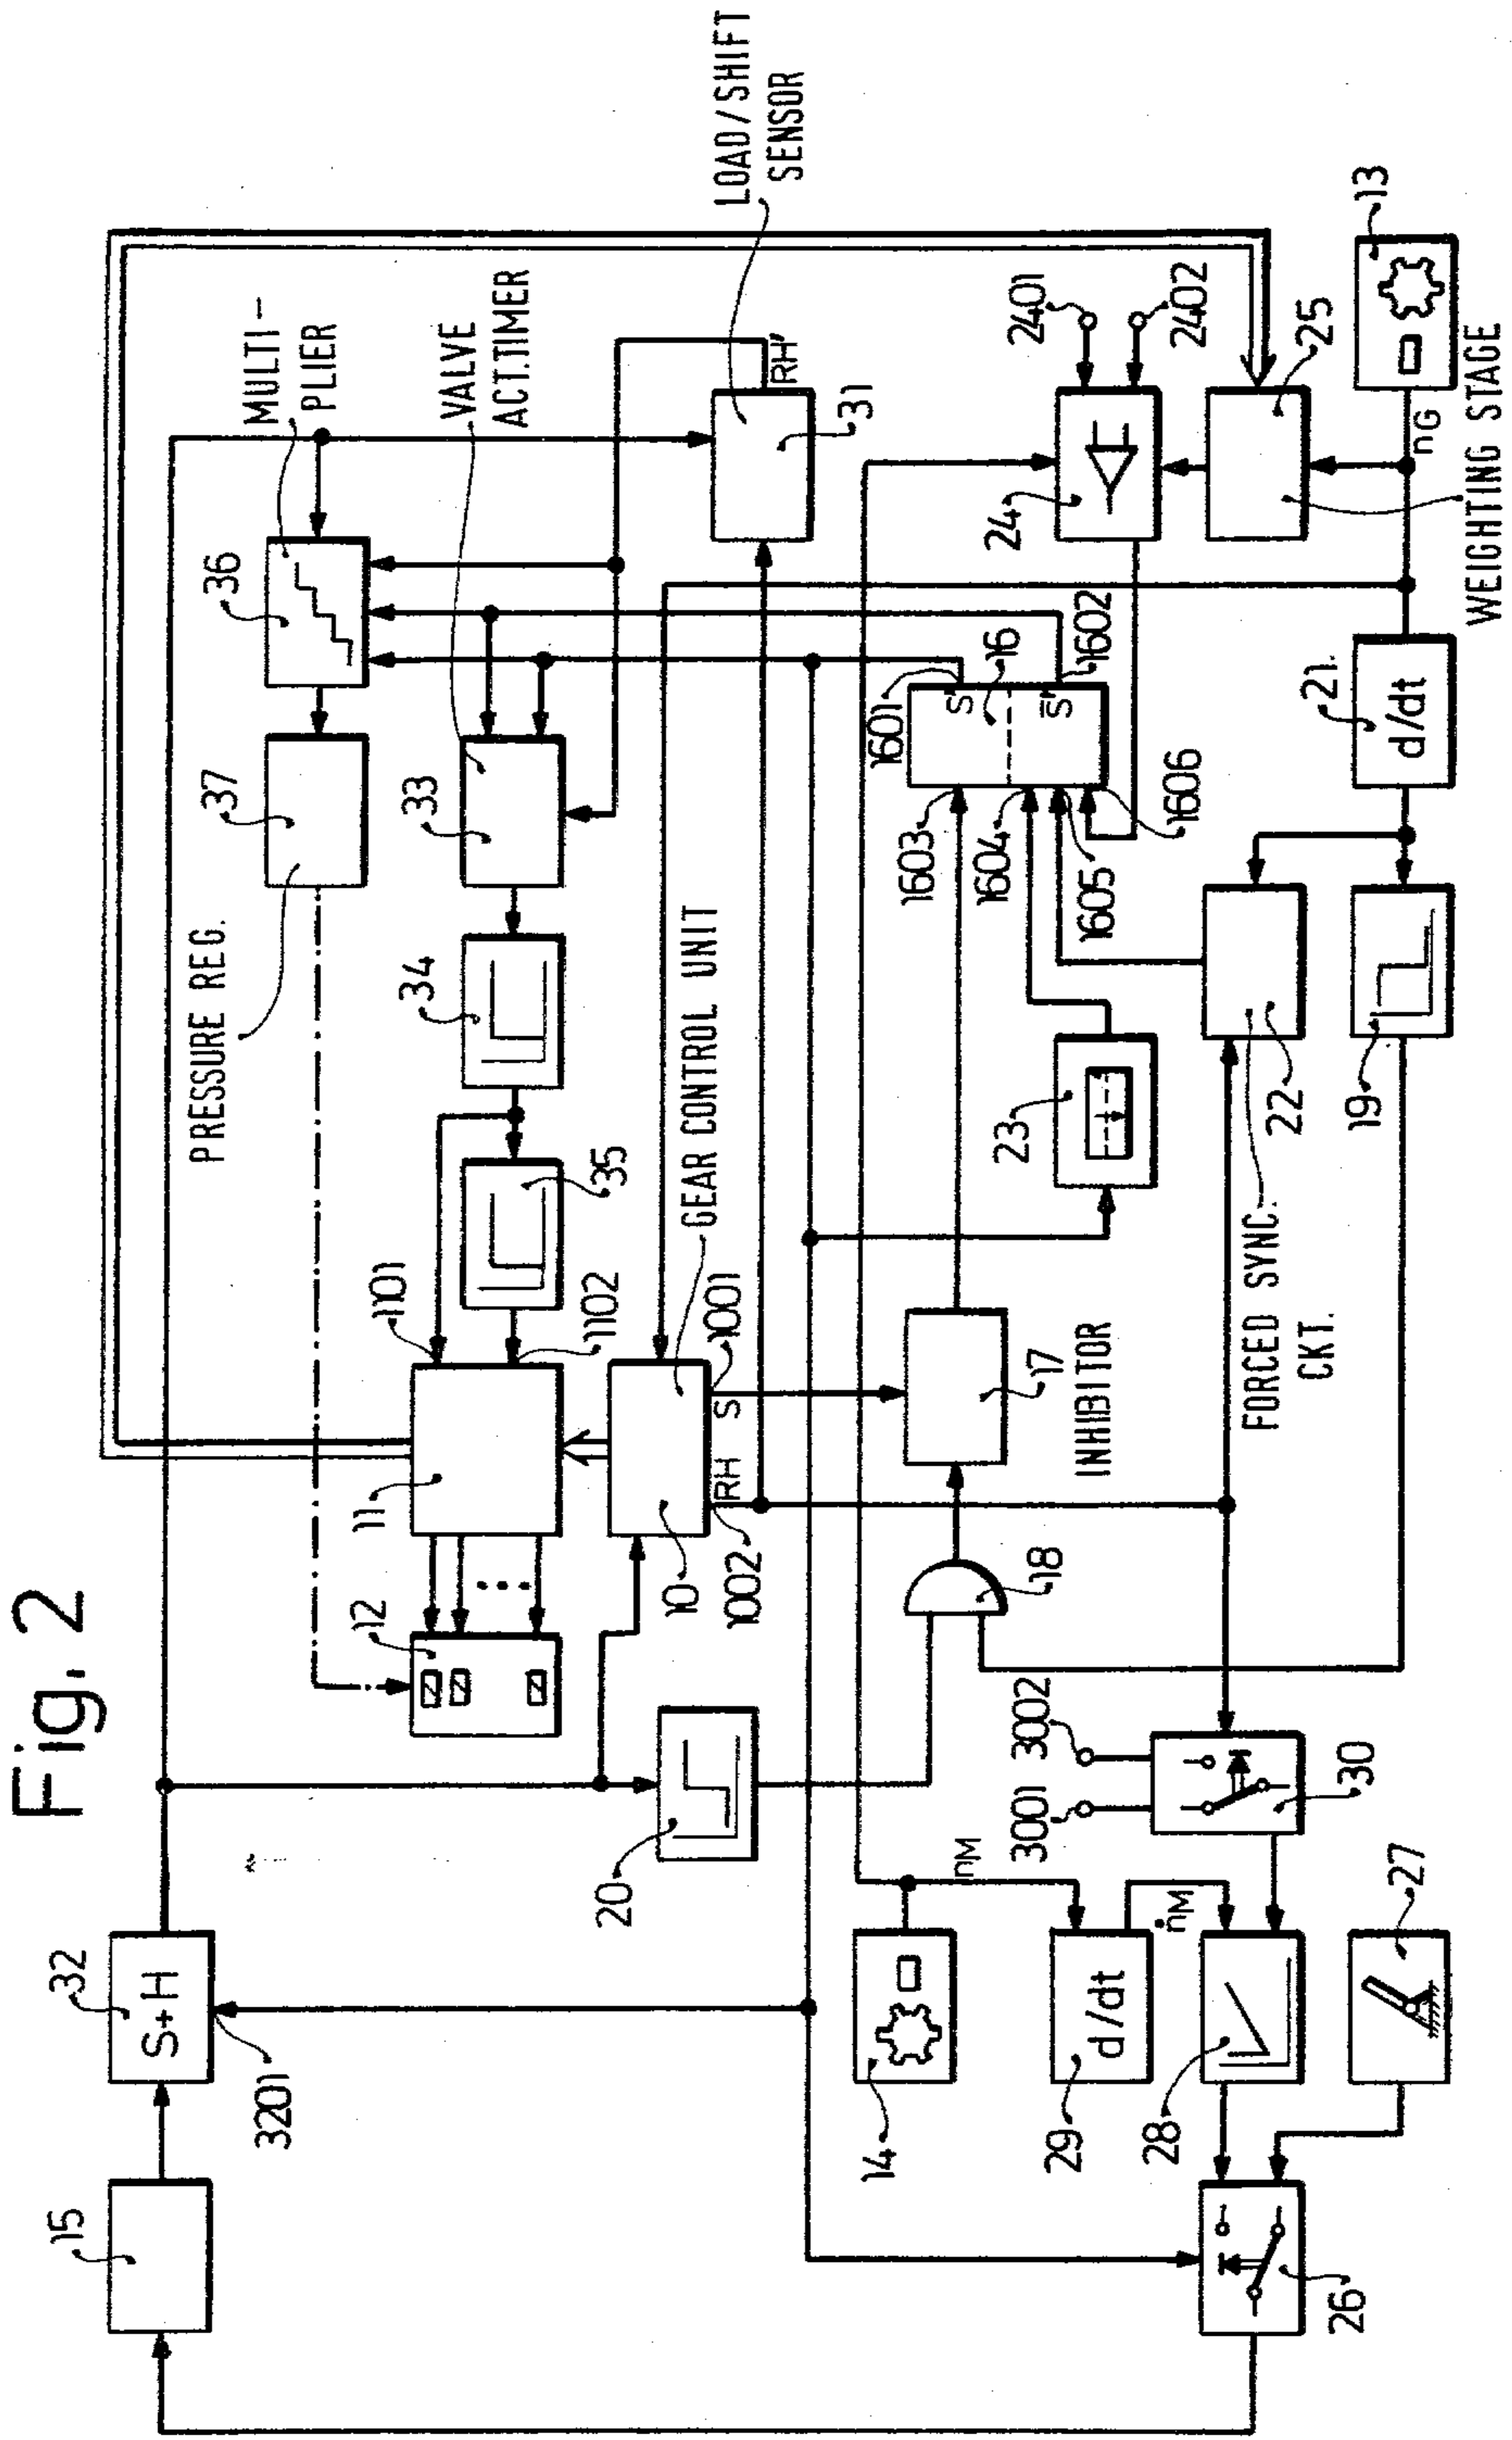 Fig. 2
15
32
S+H
3201
MULTI-
PLIER
36
37
PRESSURE REG.
VALVE
ACT.TIMER
33
34
35
1101
1102
11
12
10
GEAR CONTROL UNIT
S
1001
RH
1002
LOAD/SHIFT
SENSOR
RH'
31
20
18
17
INHIBITOR
1601
S'
16
S̅'
1602
1603
1604
1605
1606
23
24
2401
2402
25
WEIGHTING STAGE
13
nG
21
d/dt
22
FORCED SYNC.
CKT.
19
14
nM
29
d/dt
ṅM
28
3001
3002
30
27
26